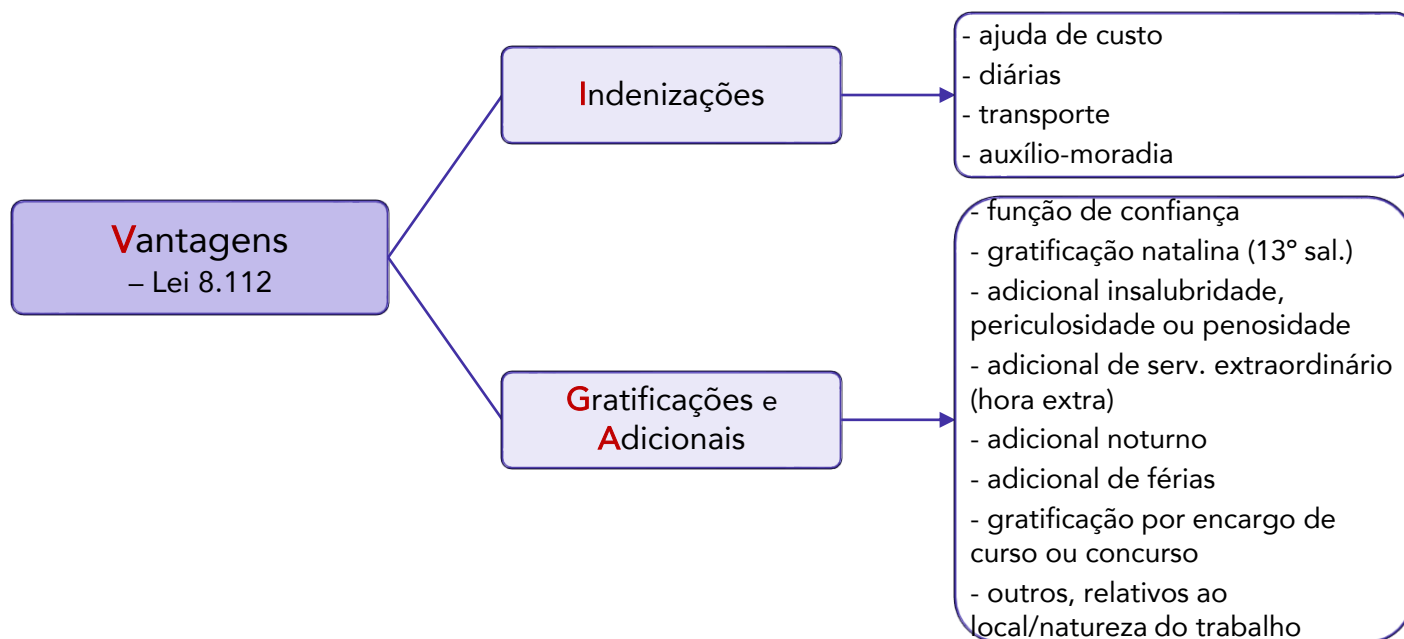 Vantagens
– Lei 8.112
Indenizações
- ajuda de custo
- diárias
- transporte
- auxílio-moradia
Gratificações e
Adicionais
- função de confiança
- gratificação natalina (13º sal.)
- adicional insalubridade,
periculosidade ou penosidade
- adicional de serv. extraordinário
(hora extra)
- adicional noturno
- adicional de férias
- gratificação por encargo de
curso ou concurso
- outros, relativos ao
local/natureza do trabalho